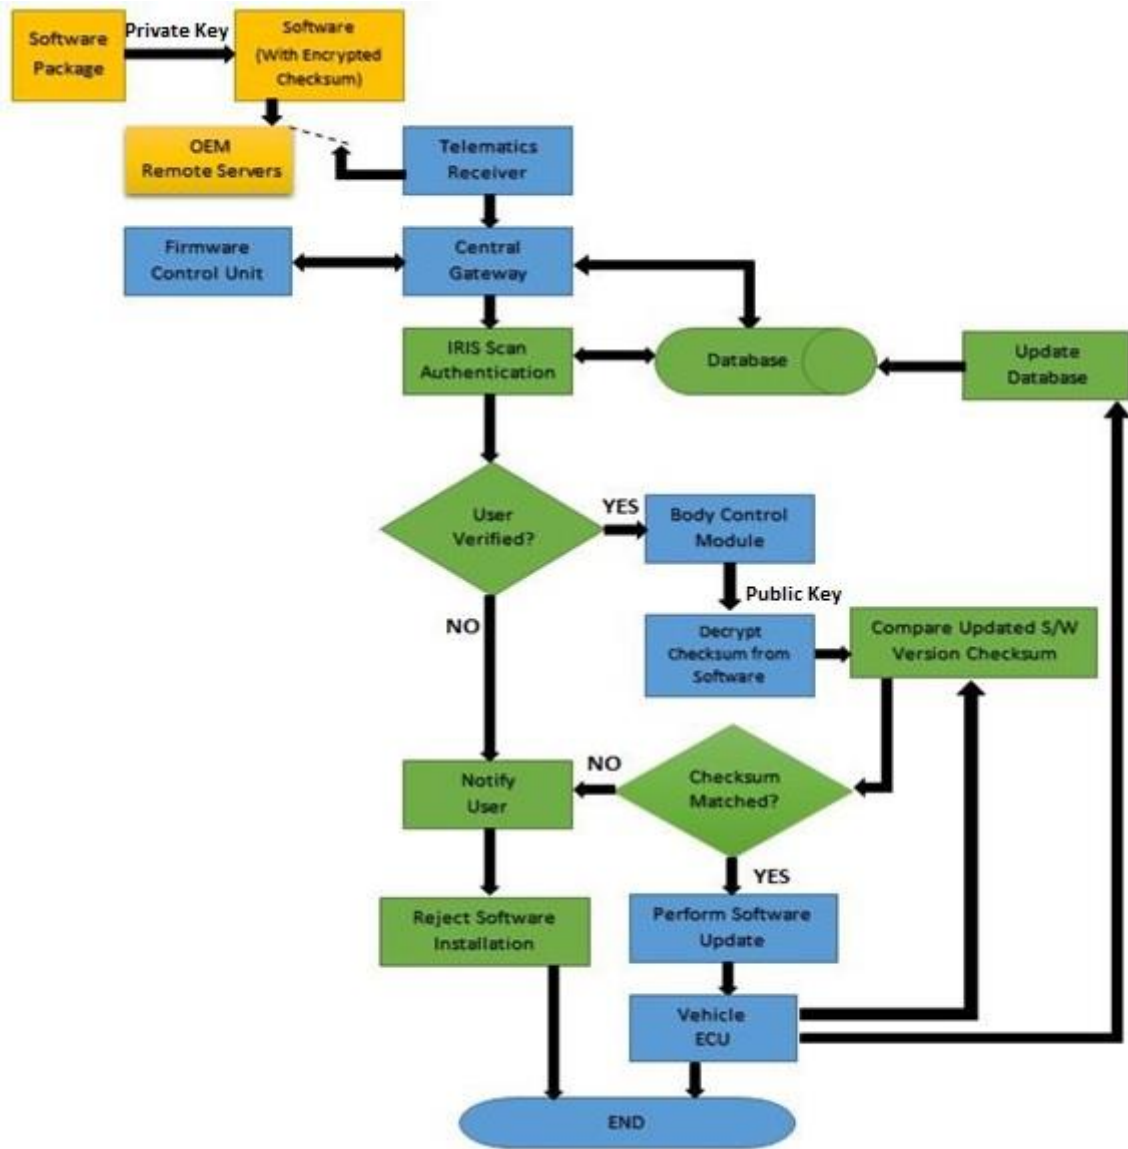 Software
Package
Private Key
Software
(With Encrypted
Checksum)
OEM
Remote Servers
Telematics
Receiver
Firmware
Control Unit
Central
Gateway
IRIS Scan
Authentication
Database
Update
Database
User
Verified?
YES
Body Control
Module
NO
Public Key
Decrypt
Checksum from
Software
Compare Updated S/W
Version Checksum
Notify
User
NO
Checksum
Matched?
YES
Reject Software
Installation
Perform Software
Update
Vehicle
ECU
END